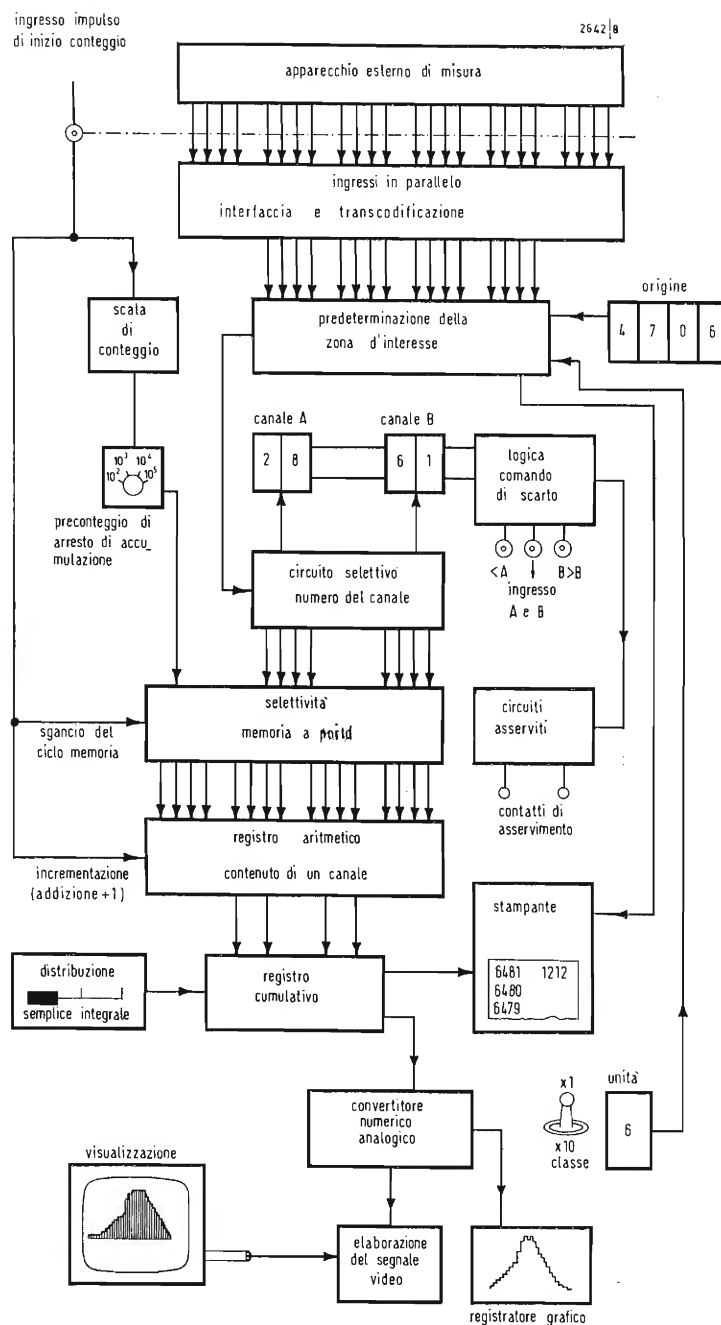 ingresso impulso
di inizio conteggio
2642|8
apparecchio esterno di misura
ingressi in parallelo
interfaccia e transcodificazione
scala
di
conteggio
predeterminazione della
zona d'interesse
origine
4 7 0 6
canale A
canale B
2 8
6 1
logica
comando
di scarto
10² 10³ 10⁴ 10⁵
preconteggio di
arresto di accu_
mulazione
<A
B>B
ingresso
A e B
circuito selettivo
numero del canale
selettività
memoria a
sgancio del
ciclo memoria
circuiti
asserviti
contatti di
asservimento
registro aritmetico
contenuto di un canale
incrementazione
(addizione +1)
stampante
6481 1212
6480
6479
distribuzione
semplice integrale
registro
cumulativo
x1
x10
classe
unità
6
convertitore
numerico
analogico
visualizzazione
elaborazione
del segnale
video
registratore grafico